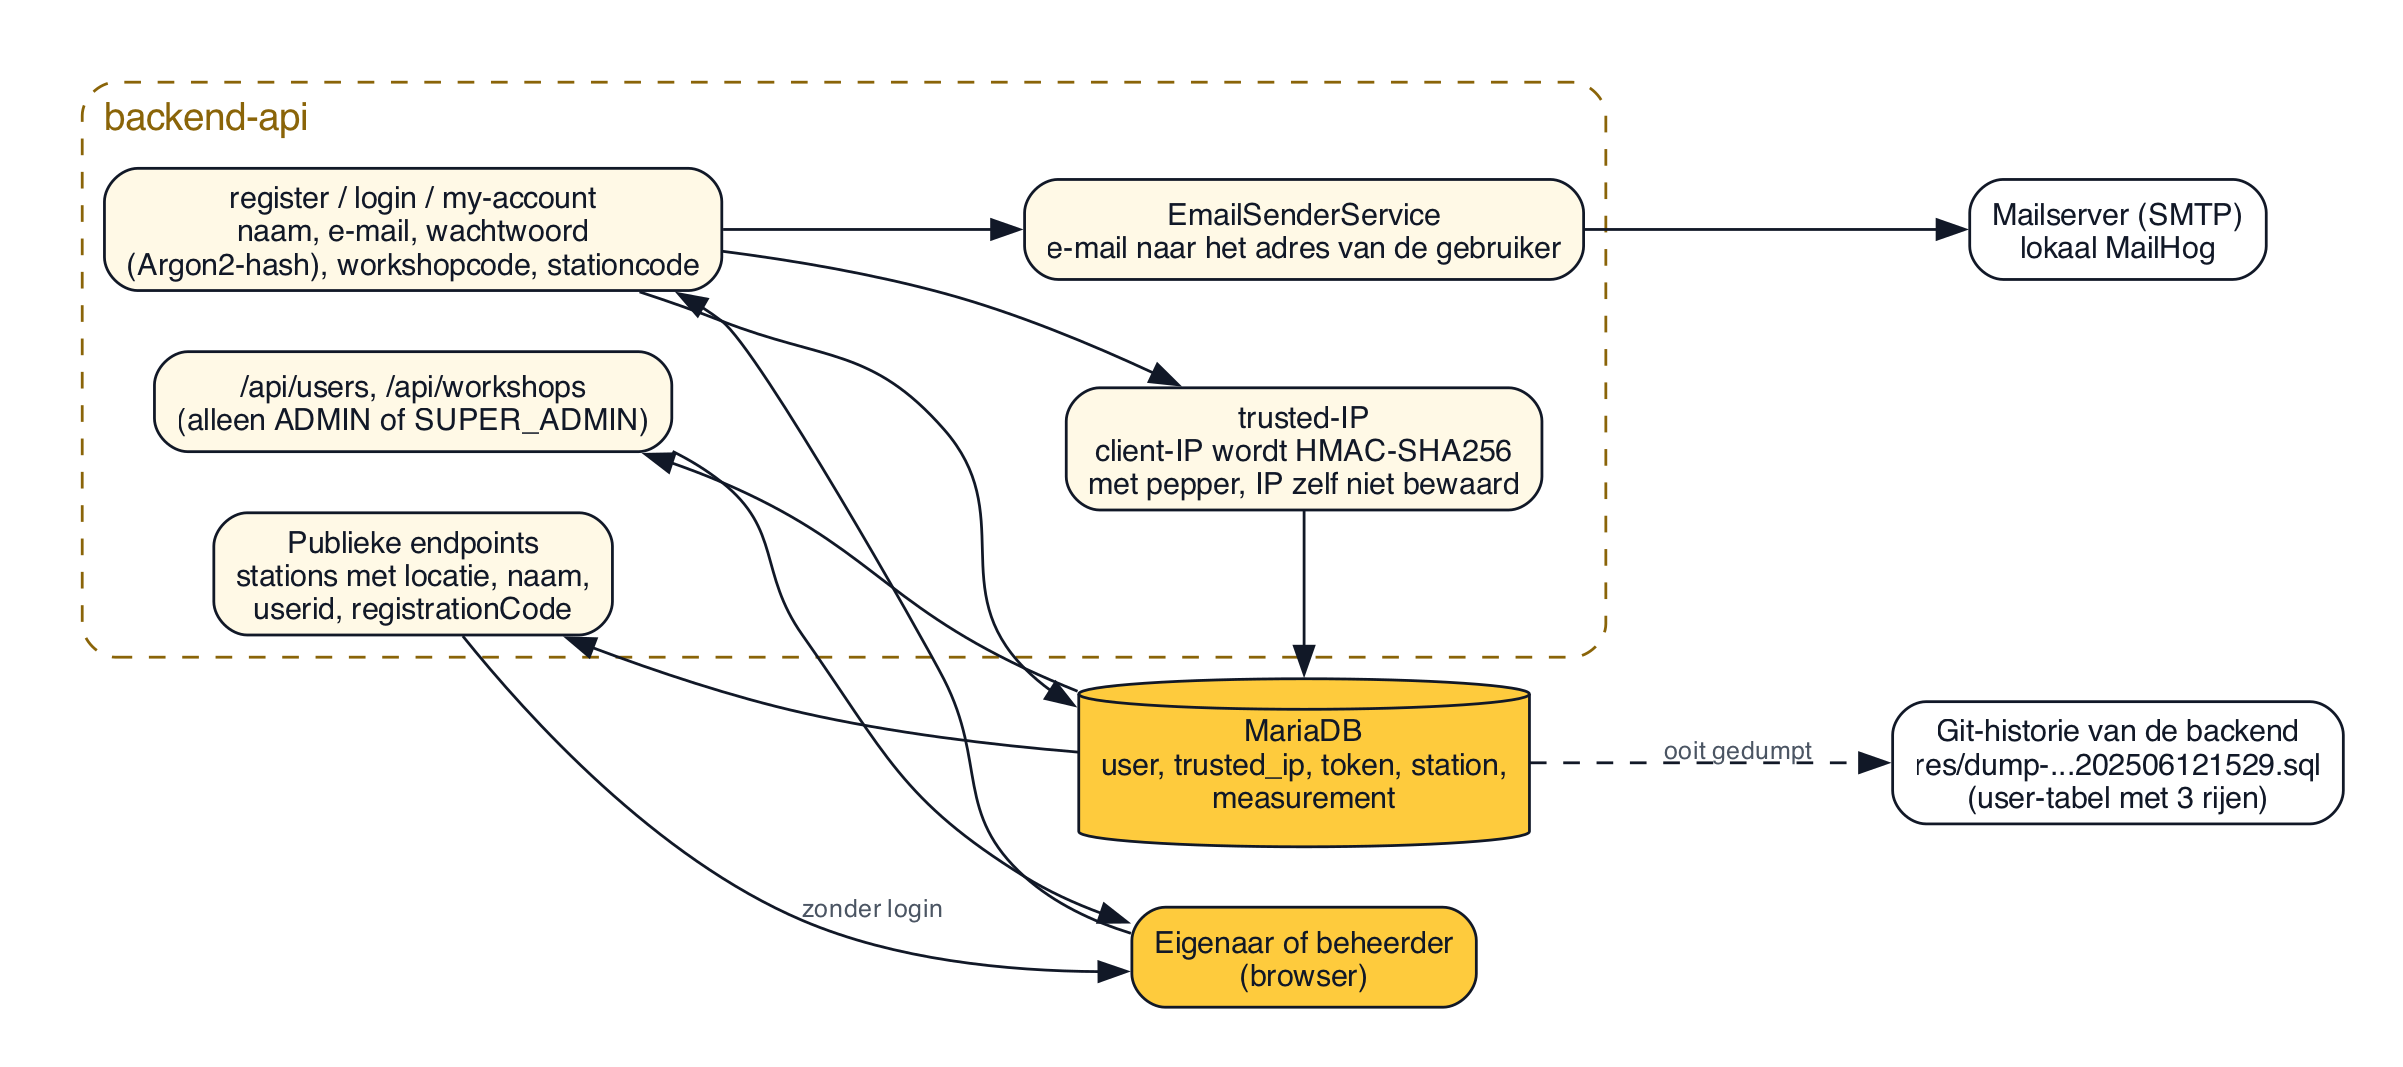 backend-api
register / login / my-account
naam, e-mail, wachtwoord
(Argon2-hash), workshopcode, stationcode
EmailSenderService
e-mail naar het adres van de gebruiker
Mailserver (SMTP)
lokaal MailHog
/api/users, /api/workshops
(alleen ADMIN of SUPER_ADMIN)
trusted-IP
client-IP wordt HMAC-SHA256
met pepper, IP zelf niet bewaard
Publieke endpoints
stations met locatie, naam,
userid, registrationCode
MariaDB
user, trusted_ip, token, station,
measurement
ooit gedumpt
Git-historie van de backend
res/dump-...202506121529.sql
(user-tabel met 3 rijen)
zonder login
Eigenaar of beheerder
(browser)